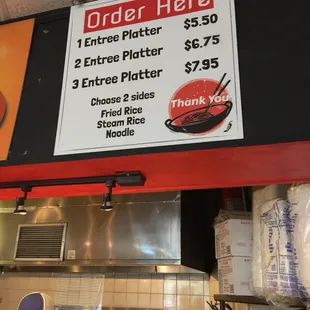 Order Here
1 Entree Platter $5.50
2 Entree Platter $6.75
3 Entree Platter $7.95
Choose 2 sides
Fried Rice
Steam Rice
Noodle
Thank You